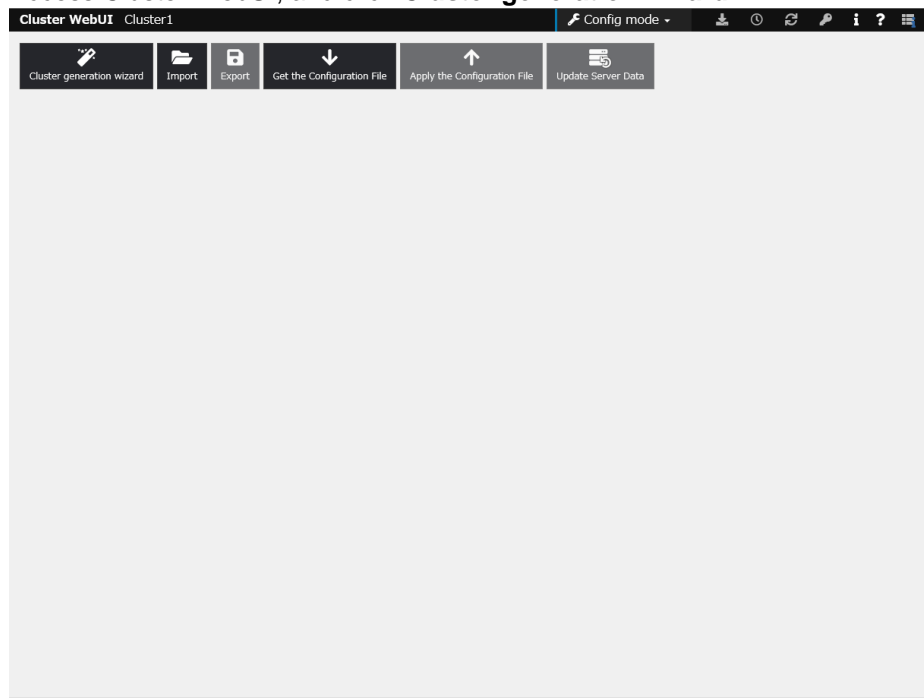 Cluster WebUI Cluster1 Config mode
Cluster generation wizard Import Export Get the Configuration File Apply the Configuration File Update Server Data